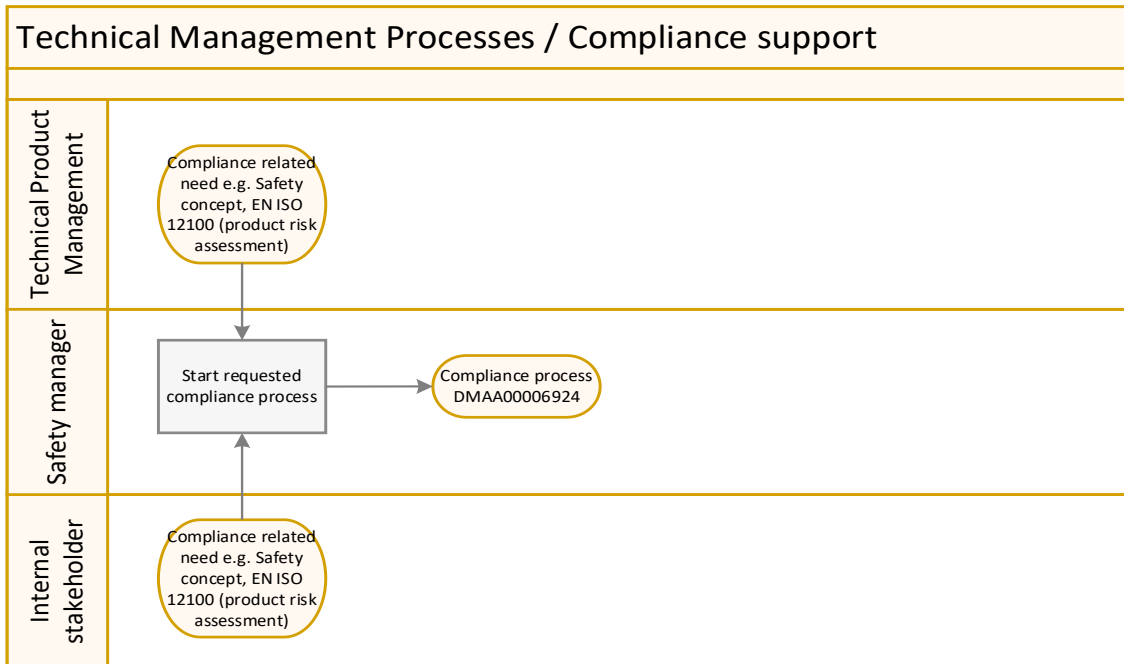 Technical Management Processes / Compliance support
Technical Product
Management
Compliance related
need e.g. Safety
concept, EN ISO
12100 (product risk
assessment)
Safety manager
Start requested
compliance process
Compliance process
DMAA00006924
Internal
stakeholder
Compliance related
need e.g. Safety
concept, EN ISO
12100 (product risk
assessment)